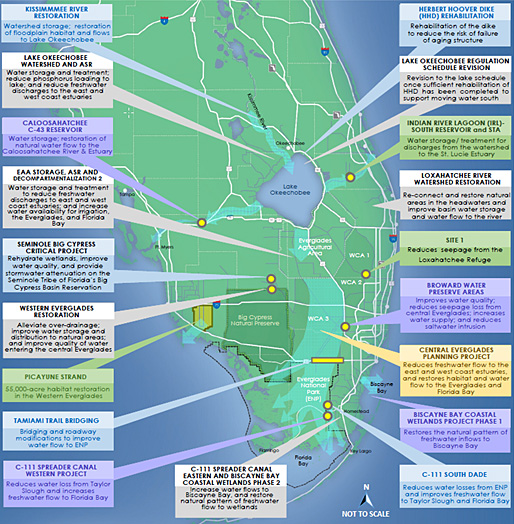 KISSIMMEE RIVER
RESTORATION
Watershed storage; restoration
of floodplain habitat and flows
to Lake Okeechobee
LAKE OKEECHOBEE
WATERSHED AND ASR
Water storage and treatment;
reduce phosphorus loading to
lake; and reduce freshwater
discharges to the east and
west coast estuaries
CALOOSAHATCHEE
C-43 RESERVOIR
Water storage; restoration of
natural water flow to the
Caloosahatchee River & Estuary
EAA STORAGE, ASR AND
DECOMPARTMENTALIZATION 2
Water storage and treatment
to reduce freshwater
discharges to east and west
coast estuaries; and increase
water availability for irrigation,
the Everglades, and Florida
Bay
SEMINOLE BIG CYPRESS
CRITICAL PROJECT
Rehydrate wetlands, improve
water quality, and provide
stormwater attenuation on the
Seminole Tribe of Florida's Big
Cypress Basin Reservation
WESTERN EVERGLADES
RESTORATION
Alleviate over-drainage;
improve water storage and
distribution to natural areas;
and improve quality of water
entering the central Everglades
PICAYUNE STRAND
55,000-acre habitat restoration
in the Western Everglades
TAMIAMI TRAIL BRIDGING
Bridging and roadway
modifications to improve
water flow to ENP
C-111 SPREADER CANAL
WESTERN PROJECT
Reduces water loss from Taylor
Slough and increases
freshwater flow to Florida Bay
C-111 SPREADER CANAL
EASTERN AND BISCAYNE BAY
COASTAL WETLANDS PHASE 2
Increase water flows to
Biscayne Bay, and restore
natural pattern of freshwater
flow to wetlands
HERBERT HOOVER DIKE
(HHD) REHABILITATION
Rehabilitation of the dike
to reduce the risk of failure
of aging structure
LAKE OKEECHOBEE REGULATION
SCHEDULE REVISION
Revision to the lake schedule
once sufficient rehabilitation of
HHD has been completed to
support moving water south
INDIAN RIVER LAGOON (IRL)-
SOUTH RESERVOIR and STA
Water storage/ treatment for
discharges from the watershed
to the St. Lucie Estuary
LOXAHATCHEE RIVER
WATERSHED RESTORATION
Re-connect and restore natural
areas in the headwaters and
improve basin water storage
and water flow to the river
SITE 1
Reduces seepage from the
Loxahatchee Refuge
BROWARD WATER
PRESERVE AREAS
Improves water quality;
reduces seepage loss from
central Everglades; increases
water supply; and reduces
saltwater intrusion
CENTRAL EVERGLADES
PLANNING PROJECT
Reduces freshwater flow to the
east and west coast estuaries,
and restores habitat and water
flow to the Everglades and
Florida Bay
BISCAYNE BAY COASTAL
WETLANDS PROJECT PHASE 1
Restores the natural pattern of
freshwater inflows to
Biscayne Bay
C-111 SOUTH DADE
Reduces water losses from ENP
and improves freshwater flow
to Taylor Slough and Florida Bay
Kissimmee River
Okeechobee
Lake
Okeechobee
Tampa
Ft. Myers
Everglades
Agricultural
Area
WCA 1
WCA 2
WCA 3
Big Cypress
Natural Preserve
Everglades
National Park
(ENP)
Biscayne
Bay
Homestead
Flamingo
Florida
Bay
Key Largo
N
NOT TO SCALE